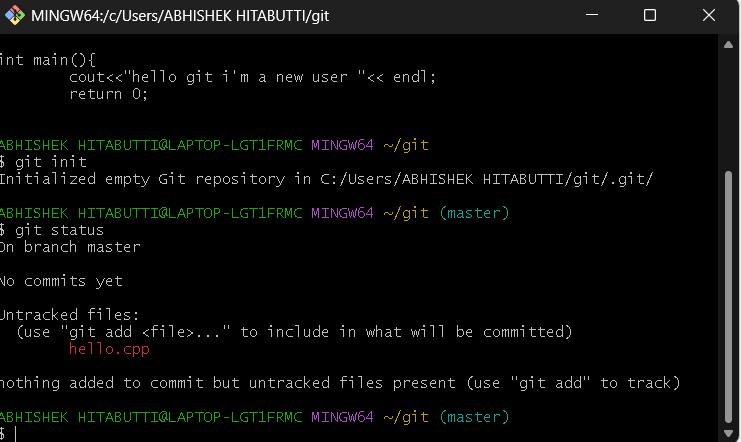 MINGW64:/c/Users/ABHISHEK HITABUTTI/git
int main(){
        cout<<"hello git i'm a new user "<< endl;
        return 0;
ABHISHEK HITABUTTI@LAPTOP-LGT1FRMC MINGW64 ~/git
$ git init
Initialized empty Git repository in C:/Users/ABHISHEK HITABUTTI/git/.git/
ABHISHEK HITABUTTI@LAPTOP-LGT1FRMC MINGW64 ~/git (master)
$ git status
On branch master
No commits yet
Untracked files:
  (use "git add <file>..." to include in what will be committed)
        hello.cpp
nothing added to commit but untracked files present (use "git add" to track)
ABHISHEK HITABUTTI@LAPTOP-LGT1FRMC MINGW64 ~/git (master)
$